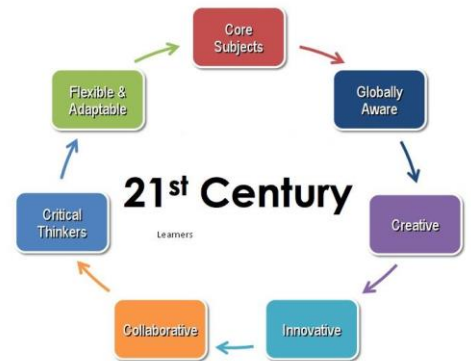 Core
Subjects
Globally
Aware
Creative
Innovative
Collaborative
Critical
Thinkers
Flexible &
Adaptable
21st Century
Learners